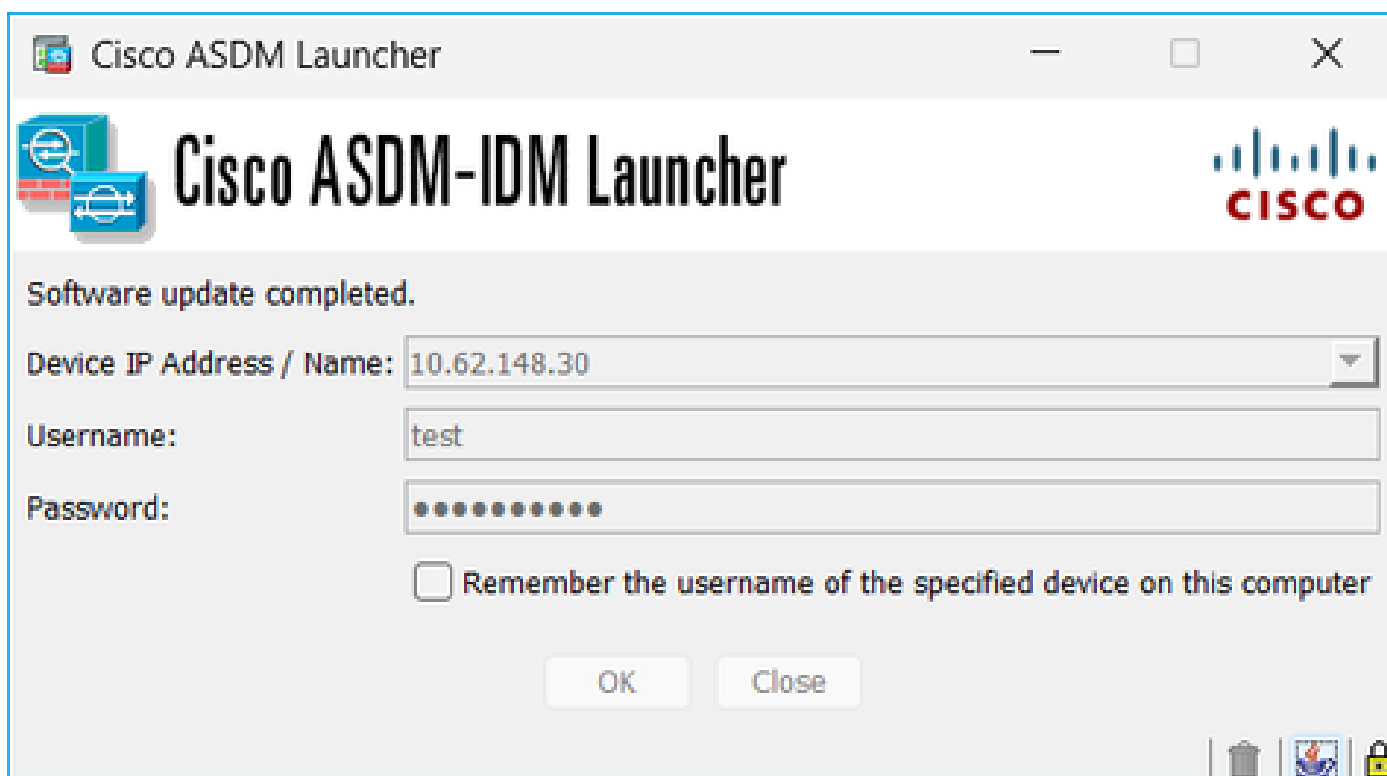 Cisco ASDM Launcher
Cisco ASDM-IDM Launcher
CISCO
Software update completed.
Device IP Address / Name: 10.62.148.30
Username: test
Password: ●●●●●●●●●●
Remember the username of the specified device on this computer
OK Close